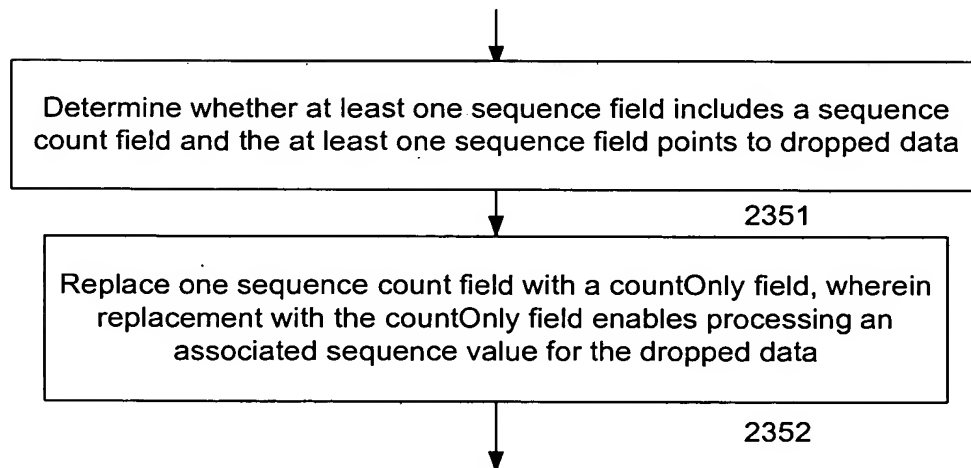 Determine whether at least one sequence field includes a sequence
count field and the at least one sequence field points to dropped data
2351
Replace one sequence count field with a countOnly field, wherein
replacement with the countOnly field enables processing an
associated sequence value for the dropped data
2352